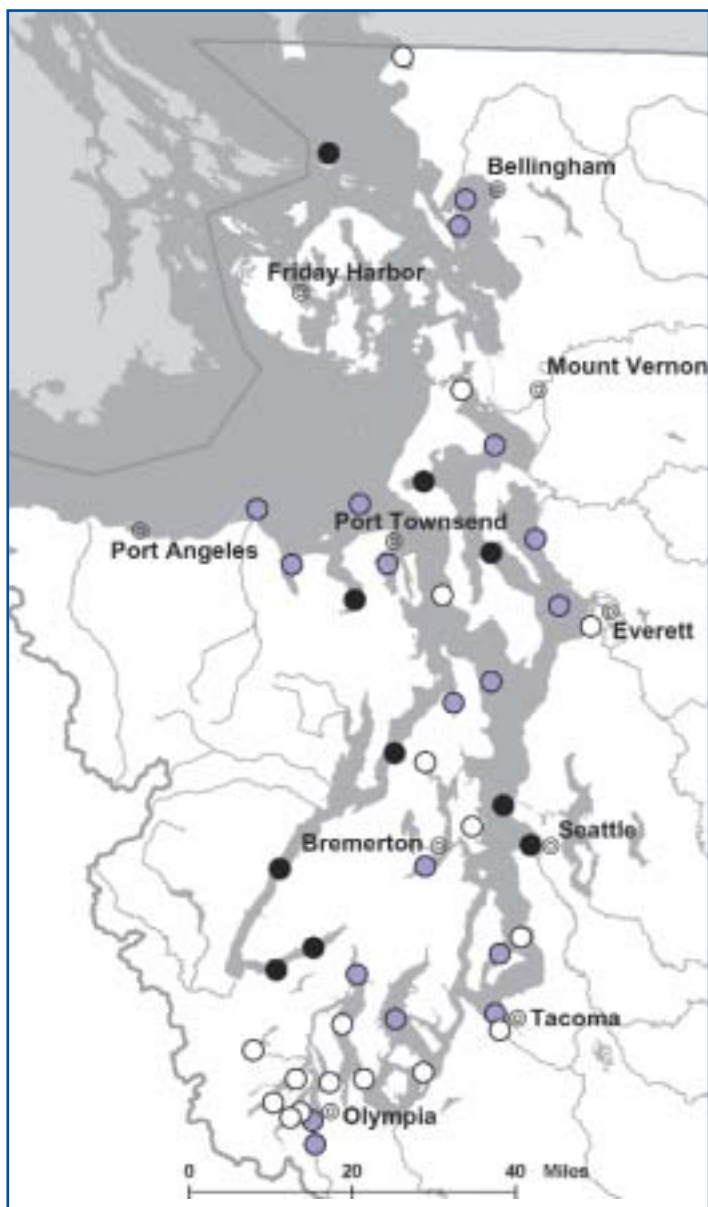 Bellingham
Friday Harbor
Mount Vernon
Port Townsend
Port Angeles
Everett
Bremerton
Seattle
Tacoma
Olympia
0 20 40 Miles